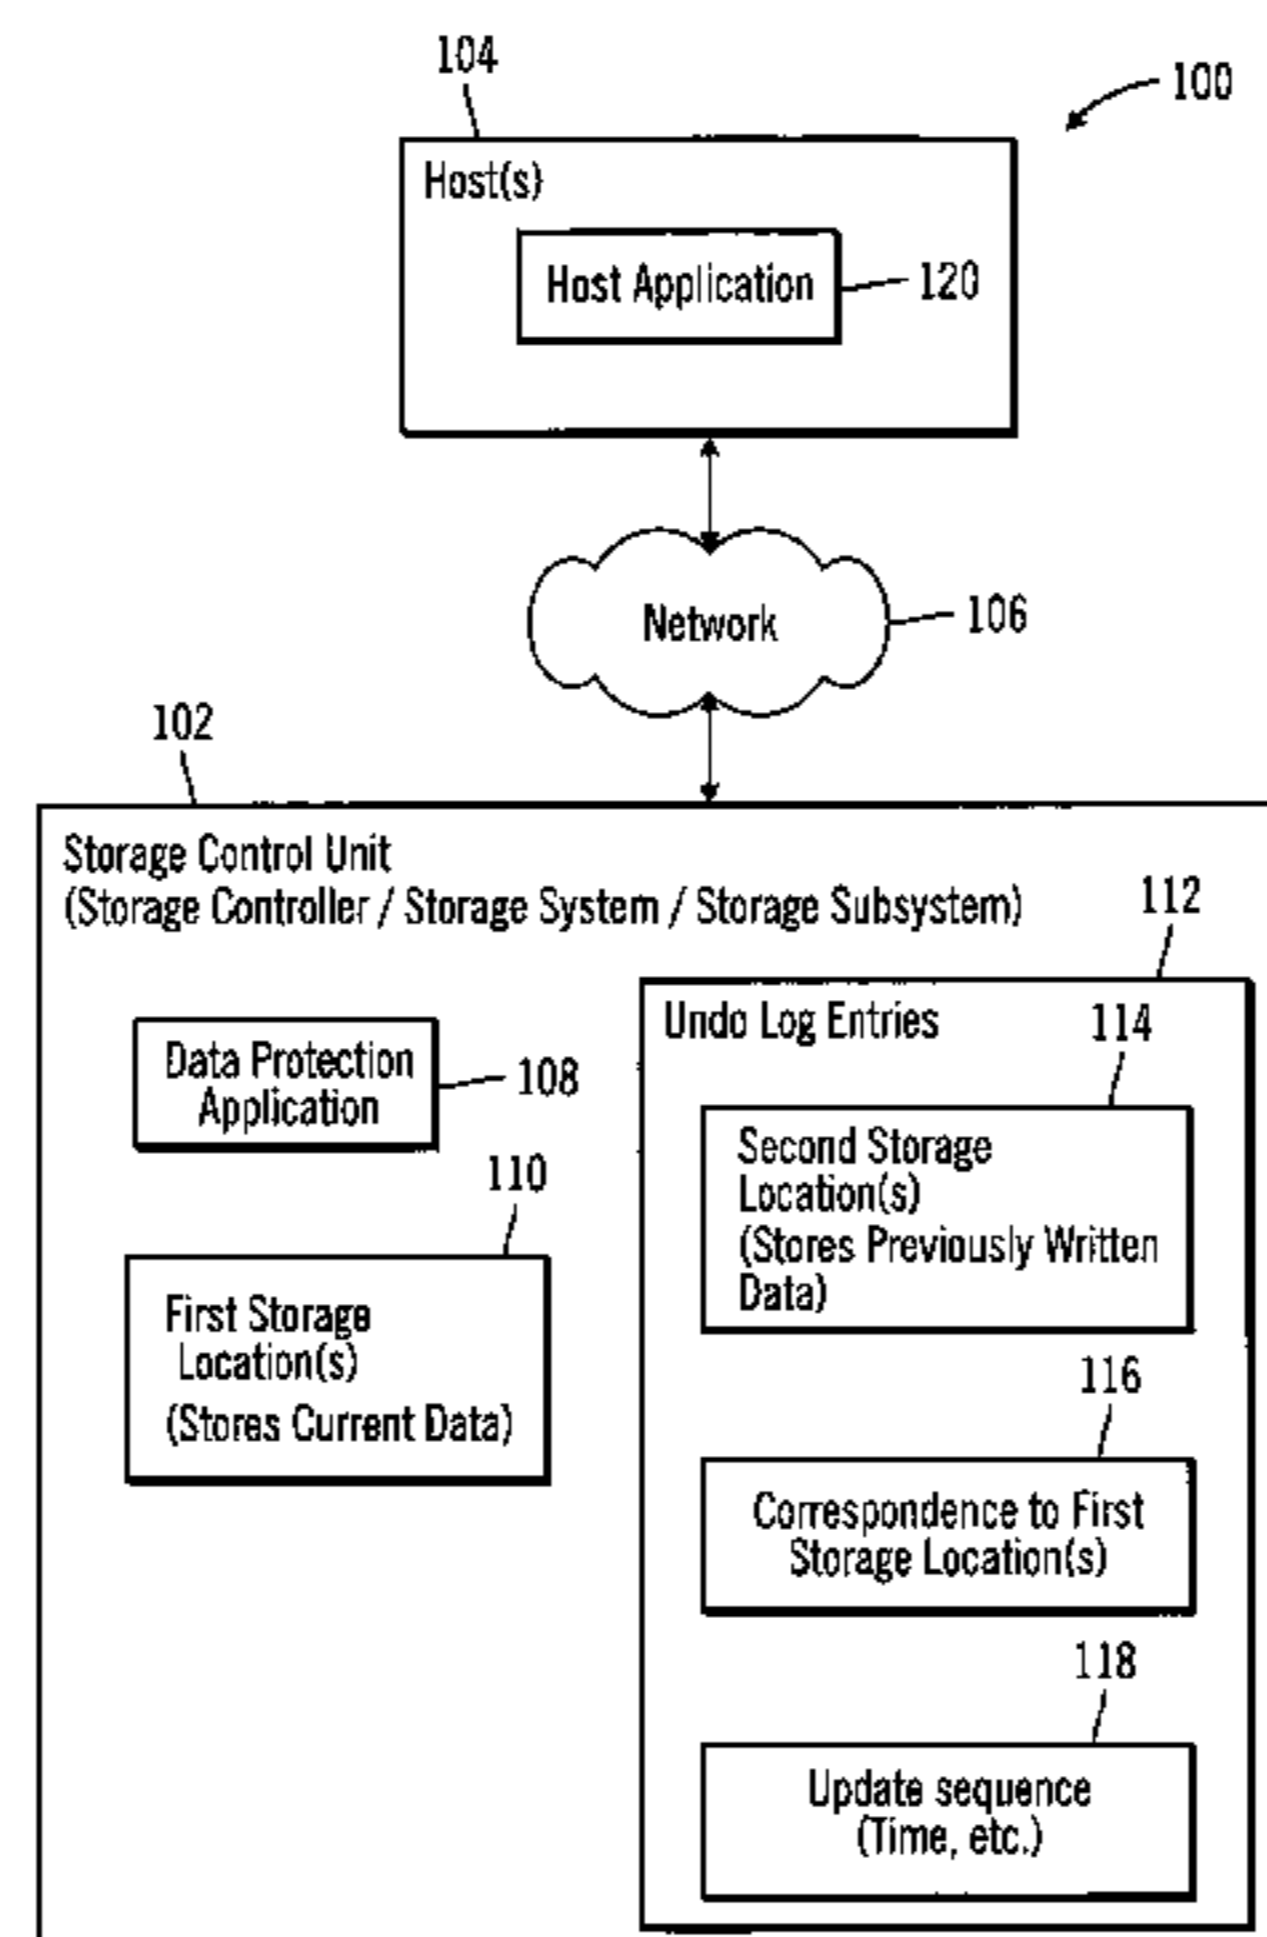 104
100
Host(s)
Host Application
120
Network
106
102
Storage Control Unit
(Storage Controller / Storage System / Storage Subsystem)
112
Undo Log Entries
114
Data Protection
Application
108
Second Storage
Location(s)
(Stores Previously Written
Data)
110
First Storage
Location(s)
(Stores Current Data)
116
Correspondence to First
Storage Location(s)
118
Update sequence
(Time, etc.)